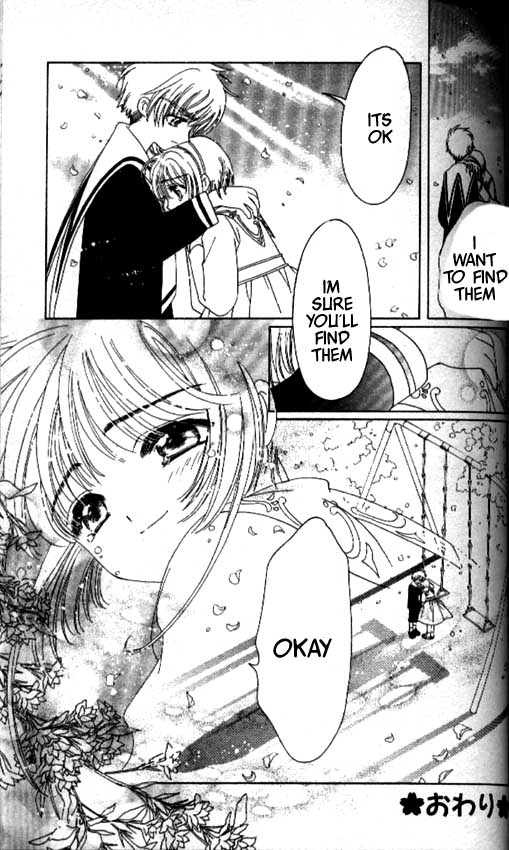 I
WANT
TO FIND
THEM
ITS
OK
IM
SURE
YOU'LL
FIND
THEM
OKAY
おわり